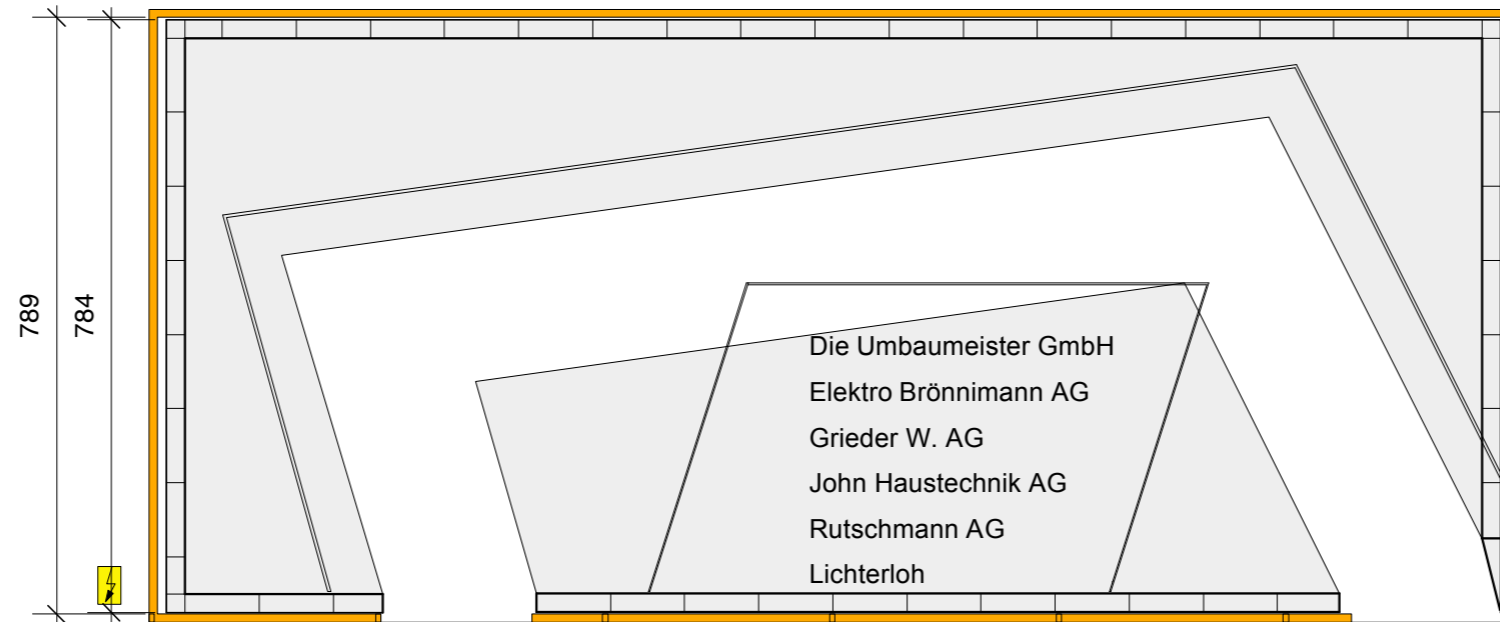 789
784
Die Umbaumeister GmbH
Elektro Brönnimann AG
Grieder W. AG
John Haustechnik AG
Rutschmann AG
Lichterloh